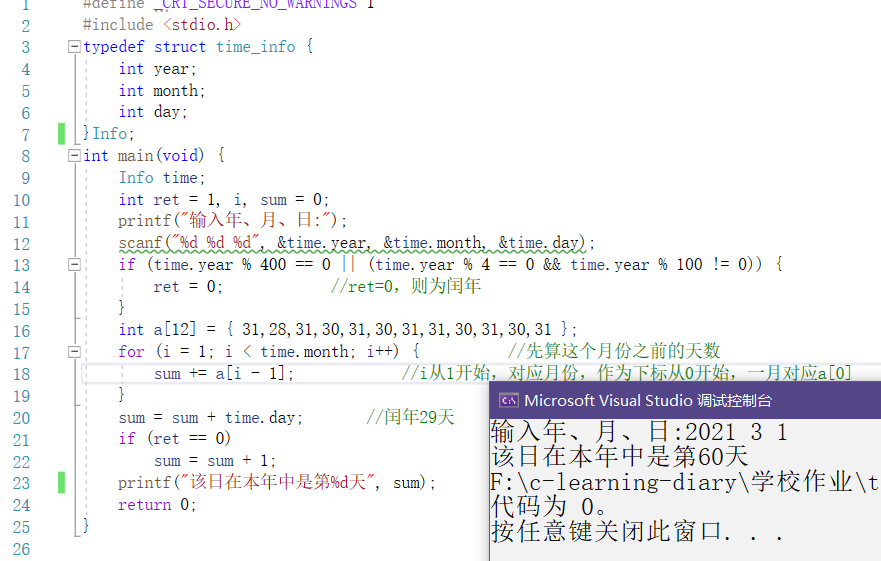 1 #define _CRT_SECURE_NO_WARNINGS 1
2 #include <stdio.h>
3 typedef struct time_info {
4 int year;
5 int month;
6 int day;
7 }Info;
8 int main(void) {
9 Info time;
10 int ret = 1, i, sum = 0;
11 printf("输入年、月、日:");
12 scanf("%d %d %d", &time.year, &time.month, &time.day);
13 if (time.year % 400 == 0 || (time.year % 4 == 0 && time.year % 100 != 0)) {
14 ret = 0; //ret=0，则为闰年
15 }
16 int a[12] = { 31,28,31,30,31,30,31,31,30,31,30,31 };
17 for (i = 1; i < time.month; i++) { //先算这个月份之前的天数
18 sum += a[i - 1]; //i从1开始，对应月份，作为下标从0开始，一月对应a[0]
19 }
20 sum = sum + time.day; //闰年29天
21 if (ret == 0)
22 sum = sum + 1;
23 printf("该日在本年中是第%d天", sum);
24 return 0;
25 }
26
Microsoft Visual Studio 调试控制台
输入年、月、日:2021 3 1
该日在本年中是第60天
F:\c-learning-diary\学校作业\t
代码为 0。
按任意键关闭此窗口. . .